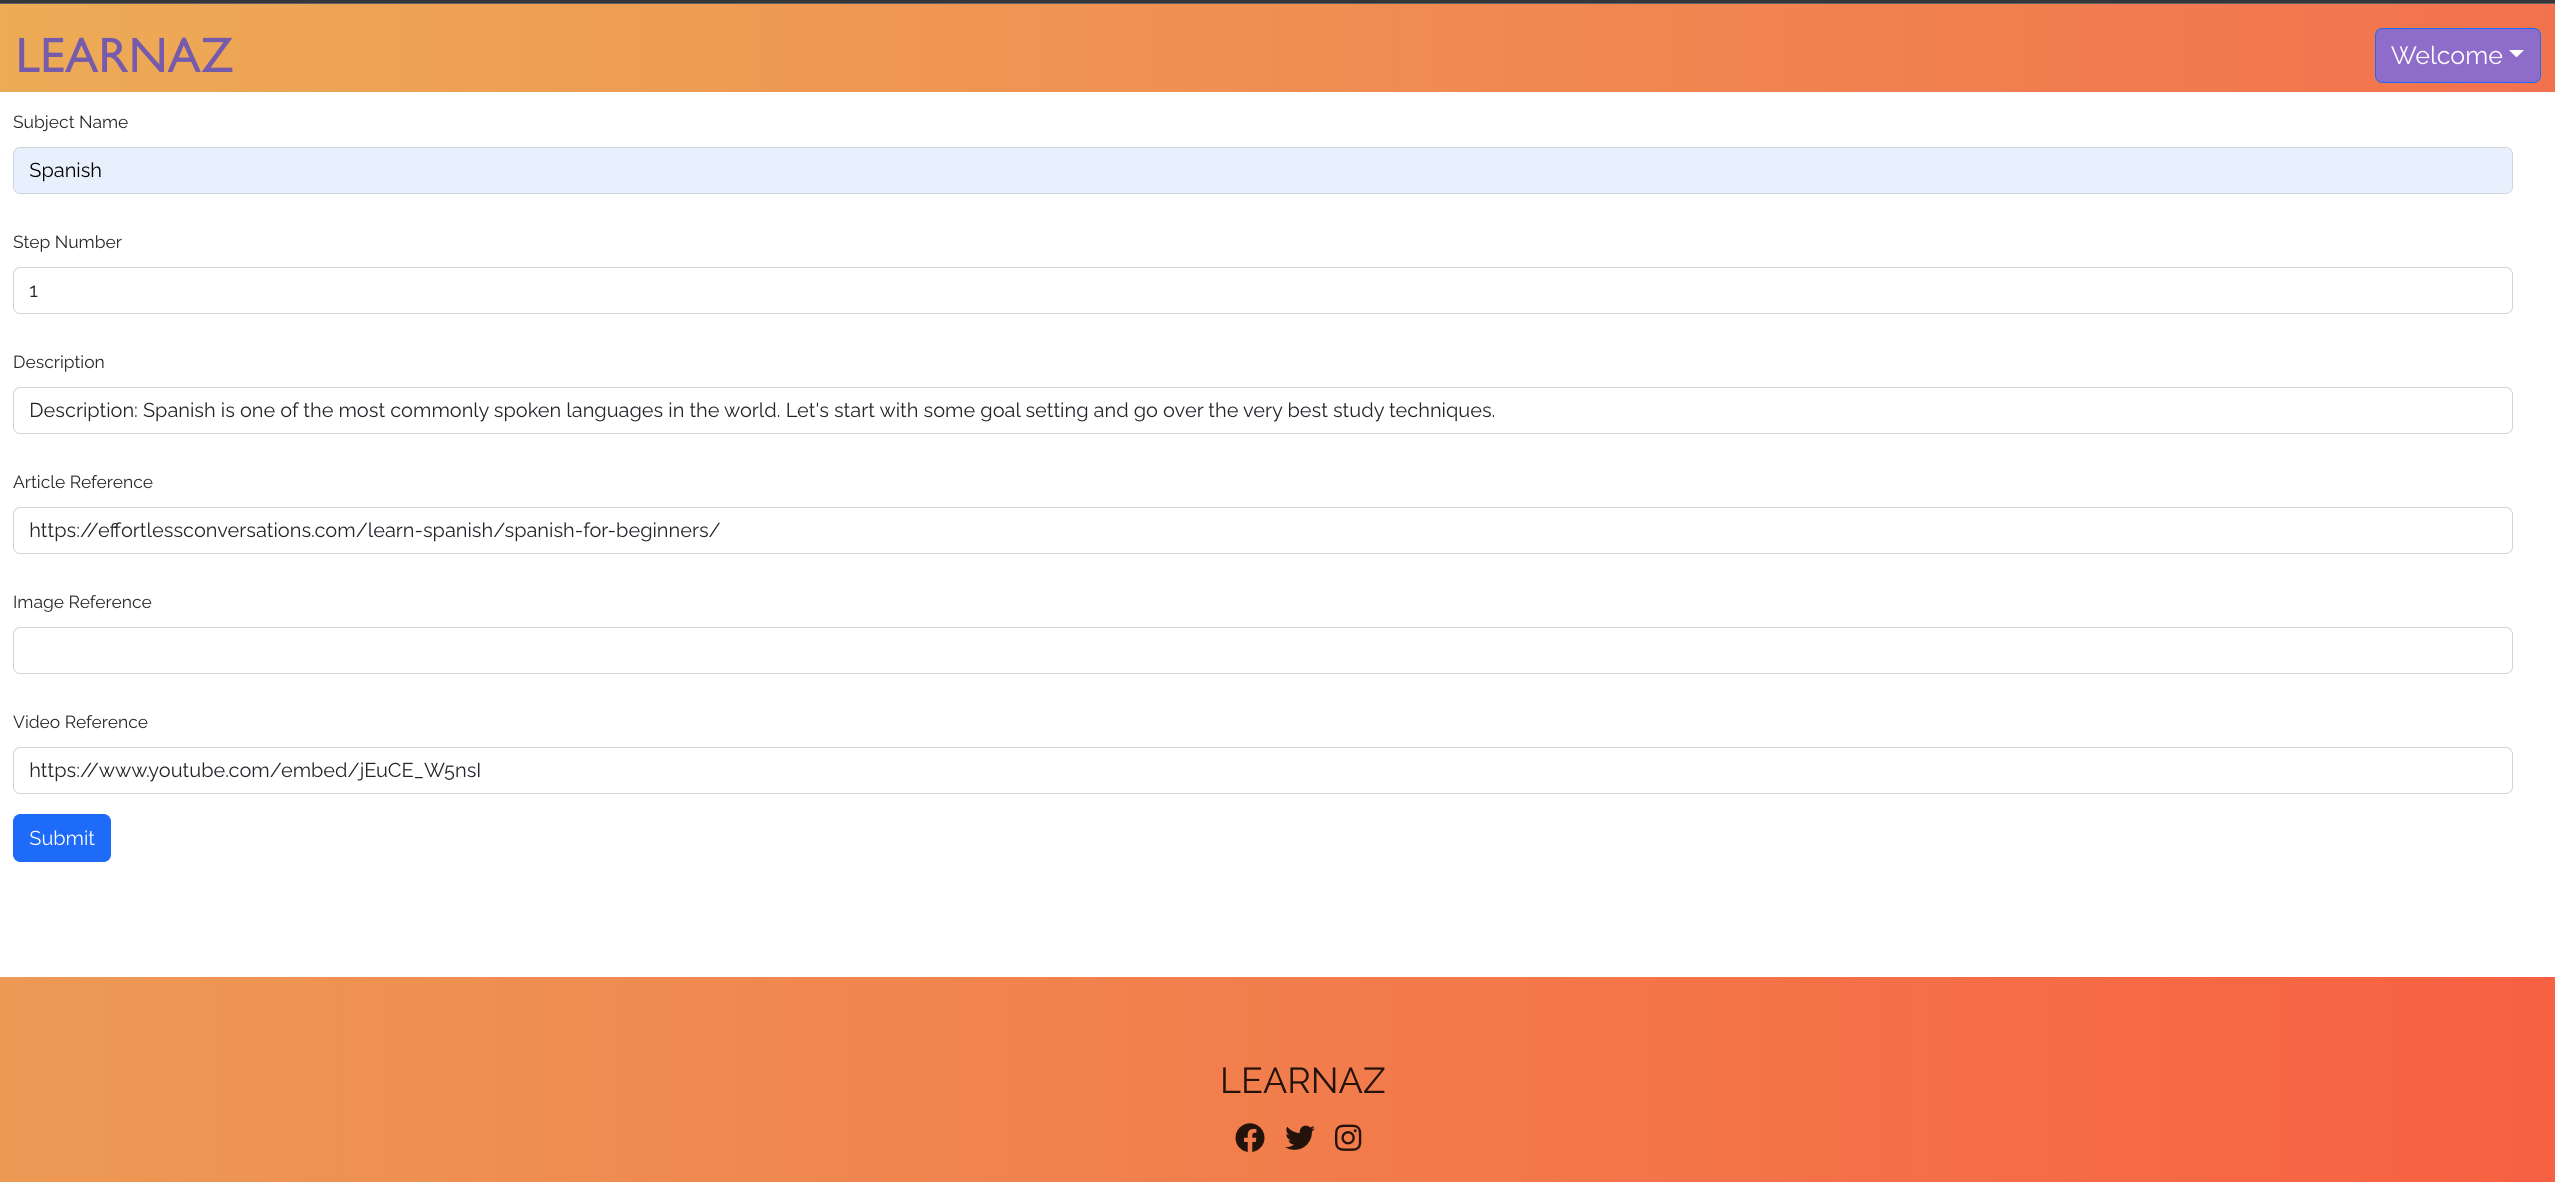 LEARNAZ
Welcome
Subject Name
Spanish
Step Number
1
Description
Description: Spanish is one of the most commonly spoken languages in the world. Let's start with some goal setting and go over the very best study techniques.
Article Reference
https://effortlessconversations.com/learn-spanish/spanish-for-beginners/
Image Reference
Video Reference
https://www.youtube.com/embed/jEuCE_W5nsI
Submit
LEARNAZ